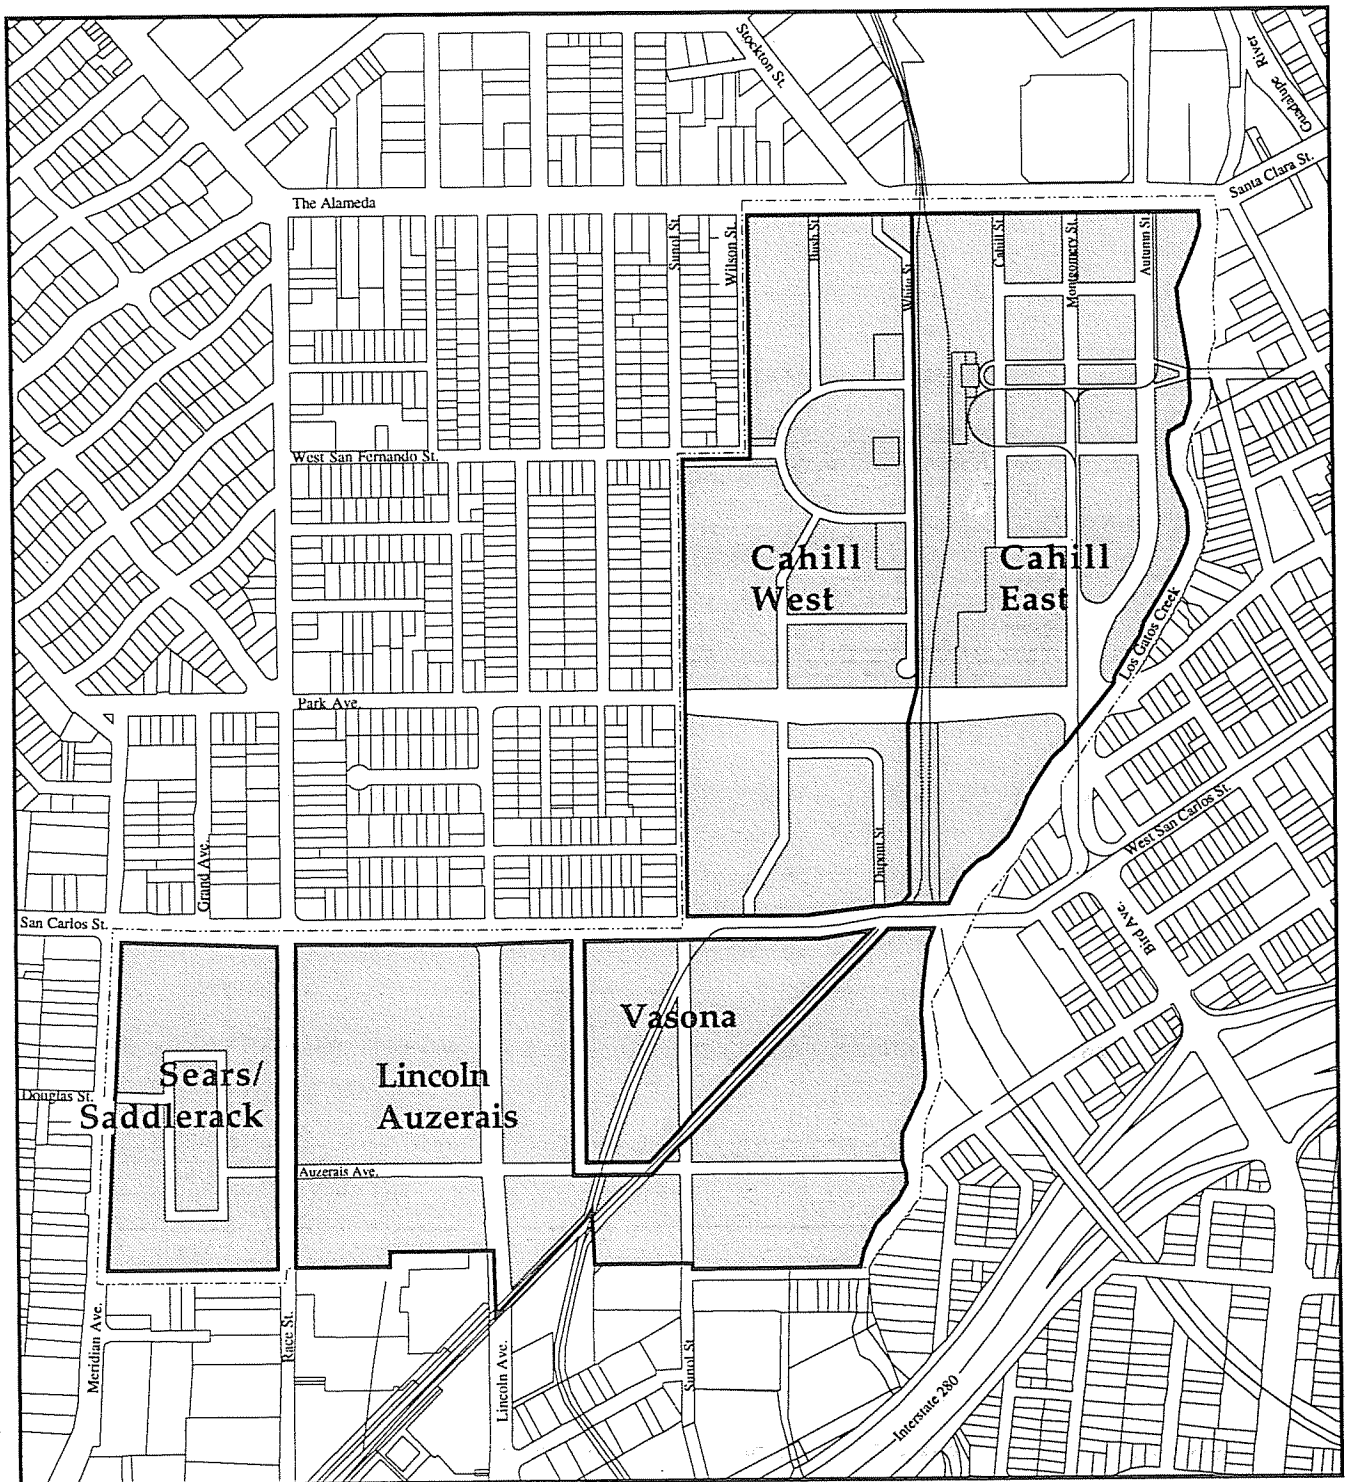 Stockton St.
Guadalupe River
Santa Clara St.
The Alameda
Sunol St.
Wilson St.
Bush St.
White St.
Cahill St.
Montgomery St.
Autumn St.
West San Fernando St.
Cahill
West
Cahill
East
Los Gatos Creek
Park Ave.
West San Carlos St.
Dupont St.
Grand Ave.
Bird Ave.
San Carlos St.
Vasona
Sears/
Saddlerack
Lincoln
Auzerais
Douglas St.
Auzerais Ave.
Meridian Ave.
Race St.
Lincoln Ave.
Sunol St.
Interstate 280